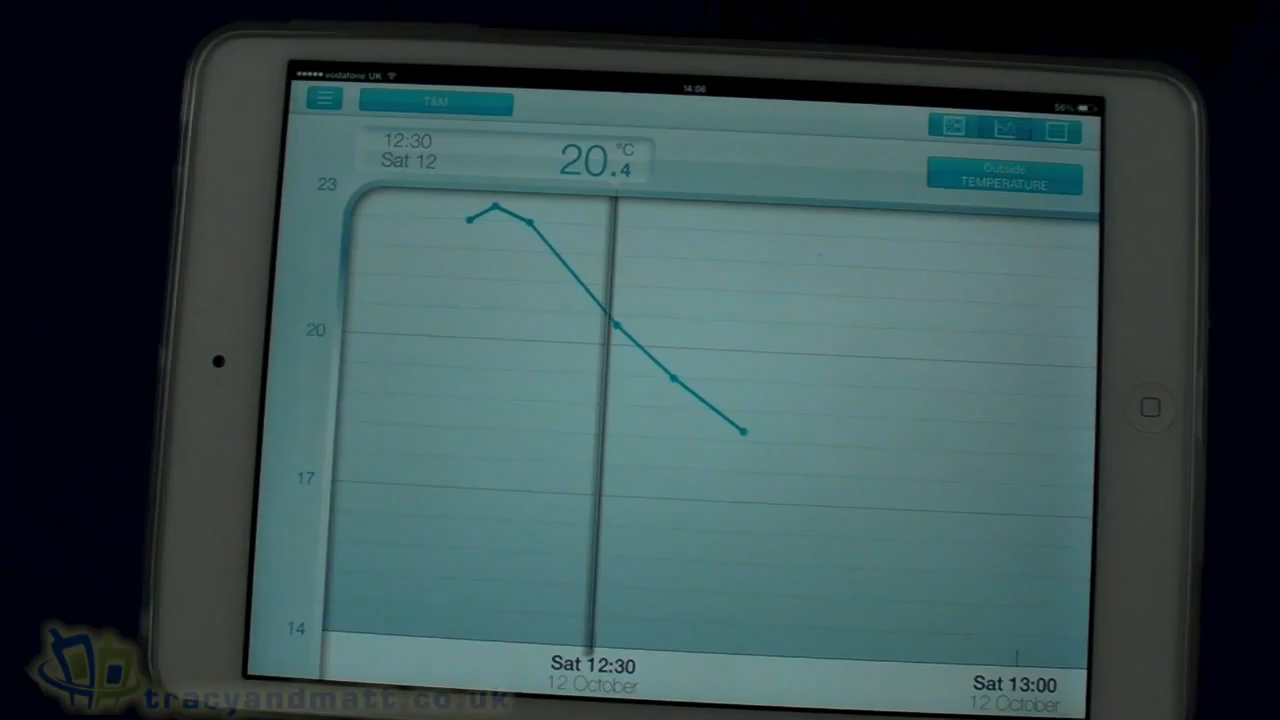 vodafone UK
14:08
56%
T&M
12:30
Sat 12
20.4 °C
Outside
TEMPERATURE
23
20
17
14
Sat 12:30
12 October
Sat 13:00
12 October
tracyandmatt.co.uk